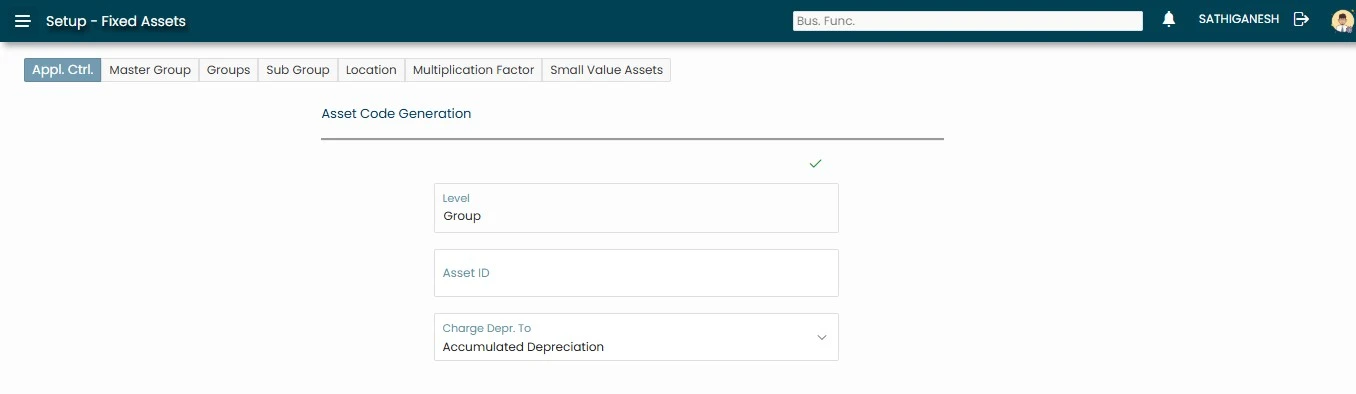 Setup - Fixed Assets Bus. Func. SATHIGANESH
Appl. Ctrl. Master Group Groups Sub Group Location Multiplication Factor Small Value Assets
Asset Code Generation
Level
Group
Asset ID
Charge Depr. To
Accumulated Depreciation